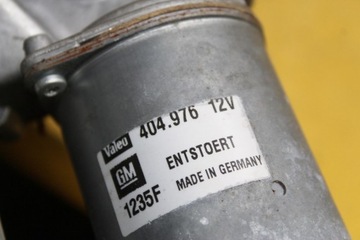 Valeo 404.976 12V
GM ENTSTOERT
1235F MADE IN GERMANY